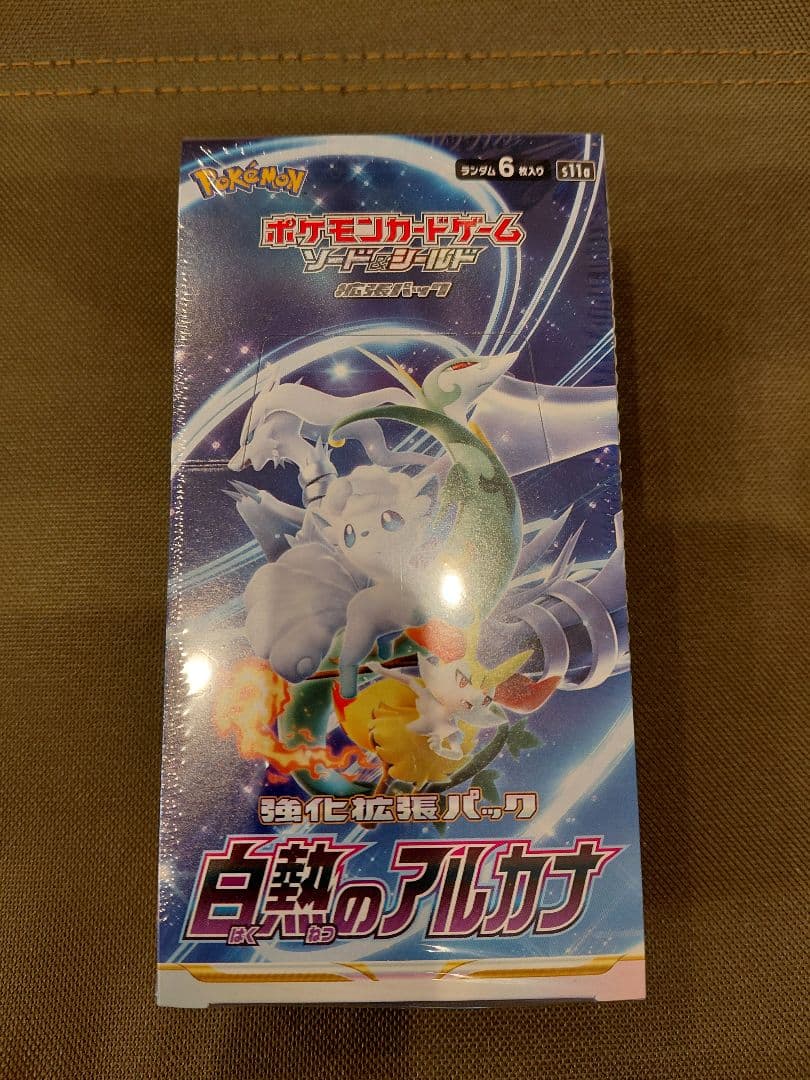 POKéMON
ランダム6枚入り s11a
ポケモンカードゲーム
ソード&シールド
拡張パック
強化拡張パック
白熱のアルカナ
はく ねつ